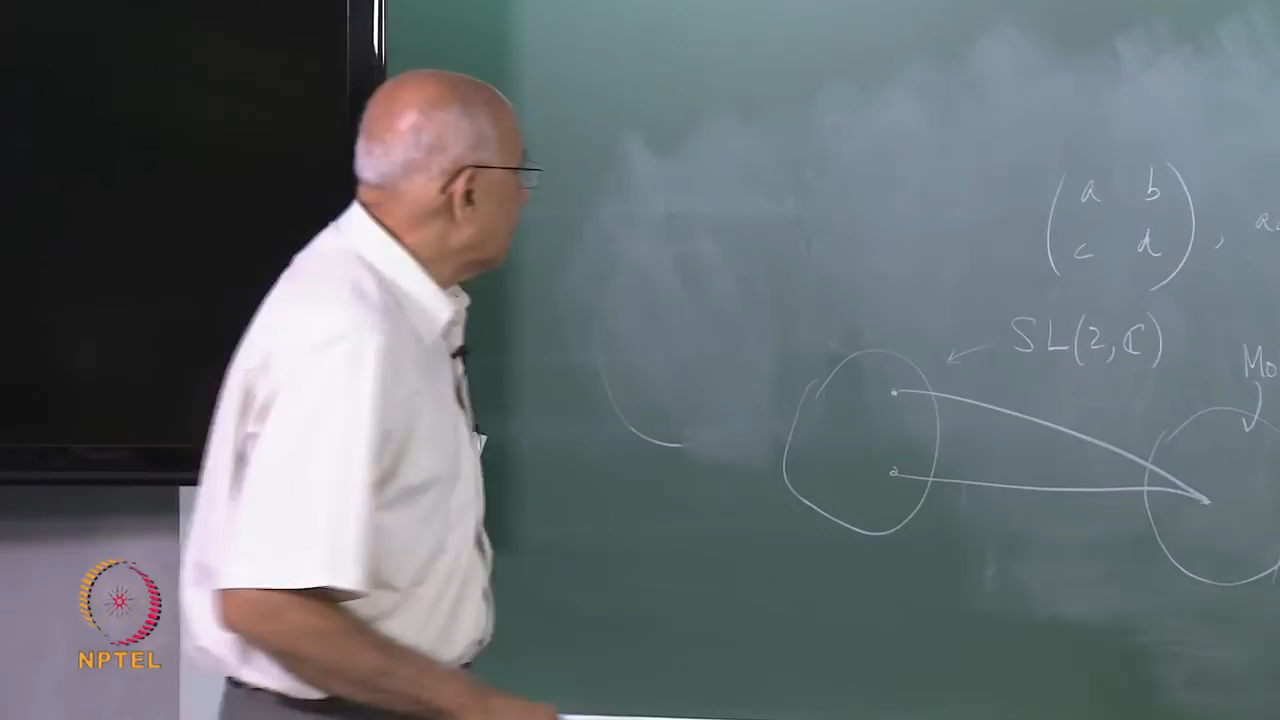 a b
c d ,
SL(2, ℂ)
Mo
NPTEL